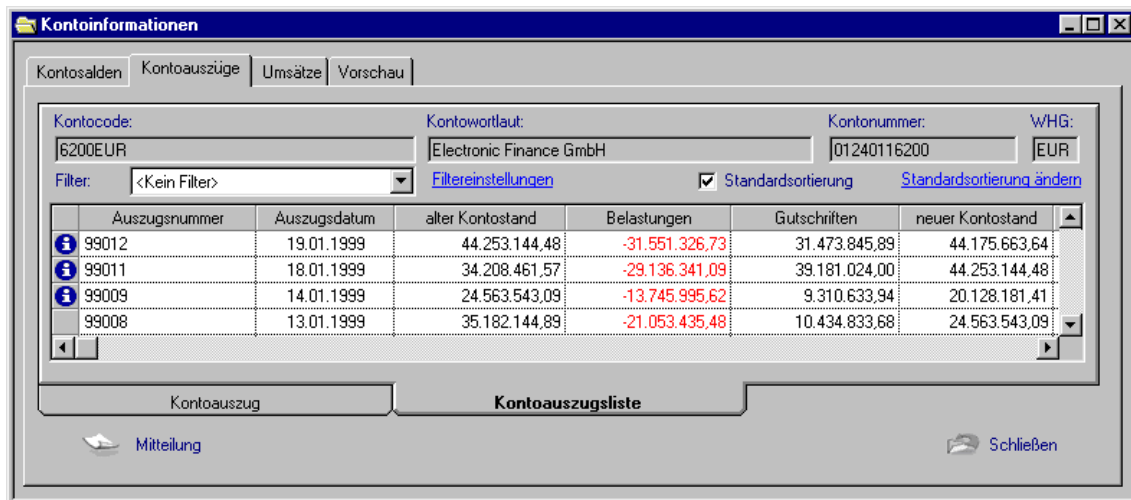 Kontoinformationen
Kontosalden Kontoauszüge Umsätze Vorschau
Kontocode: Kontowortlaut: Kontonummer: WHG:
6200EUR Electronic Finance GmbH 01240116200 EUR
Filter: <Kein Filter> Filtereinstellungen Standardsortierung Standardsortierung ändern
Auszugsnummer Auszugsdatum alter Kontostand Belastungen Gutschriften neuer Kontostand
99012 19.01.1999 44.253.144,48 -31.551.326,73 31.473.845,89 44.175.663,64
99011 18.01.1999 34.208.461,57 -29.136.341,09 39.181.024,00 44.253.144,48
99009 14.01.1999 24.563.543,09 -13.745.995,62 9.310.633,94 20.128.181,41
99008 13.01.1999 35.182.144,89 -21.053.435,48 10.434.833,68 24.563.543,09
Kontoauszug Kontoauszugsliste
Mitteilung Schließen